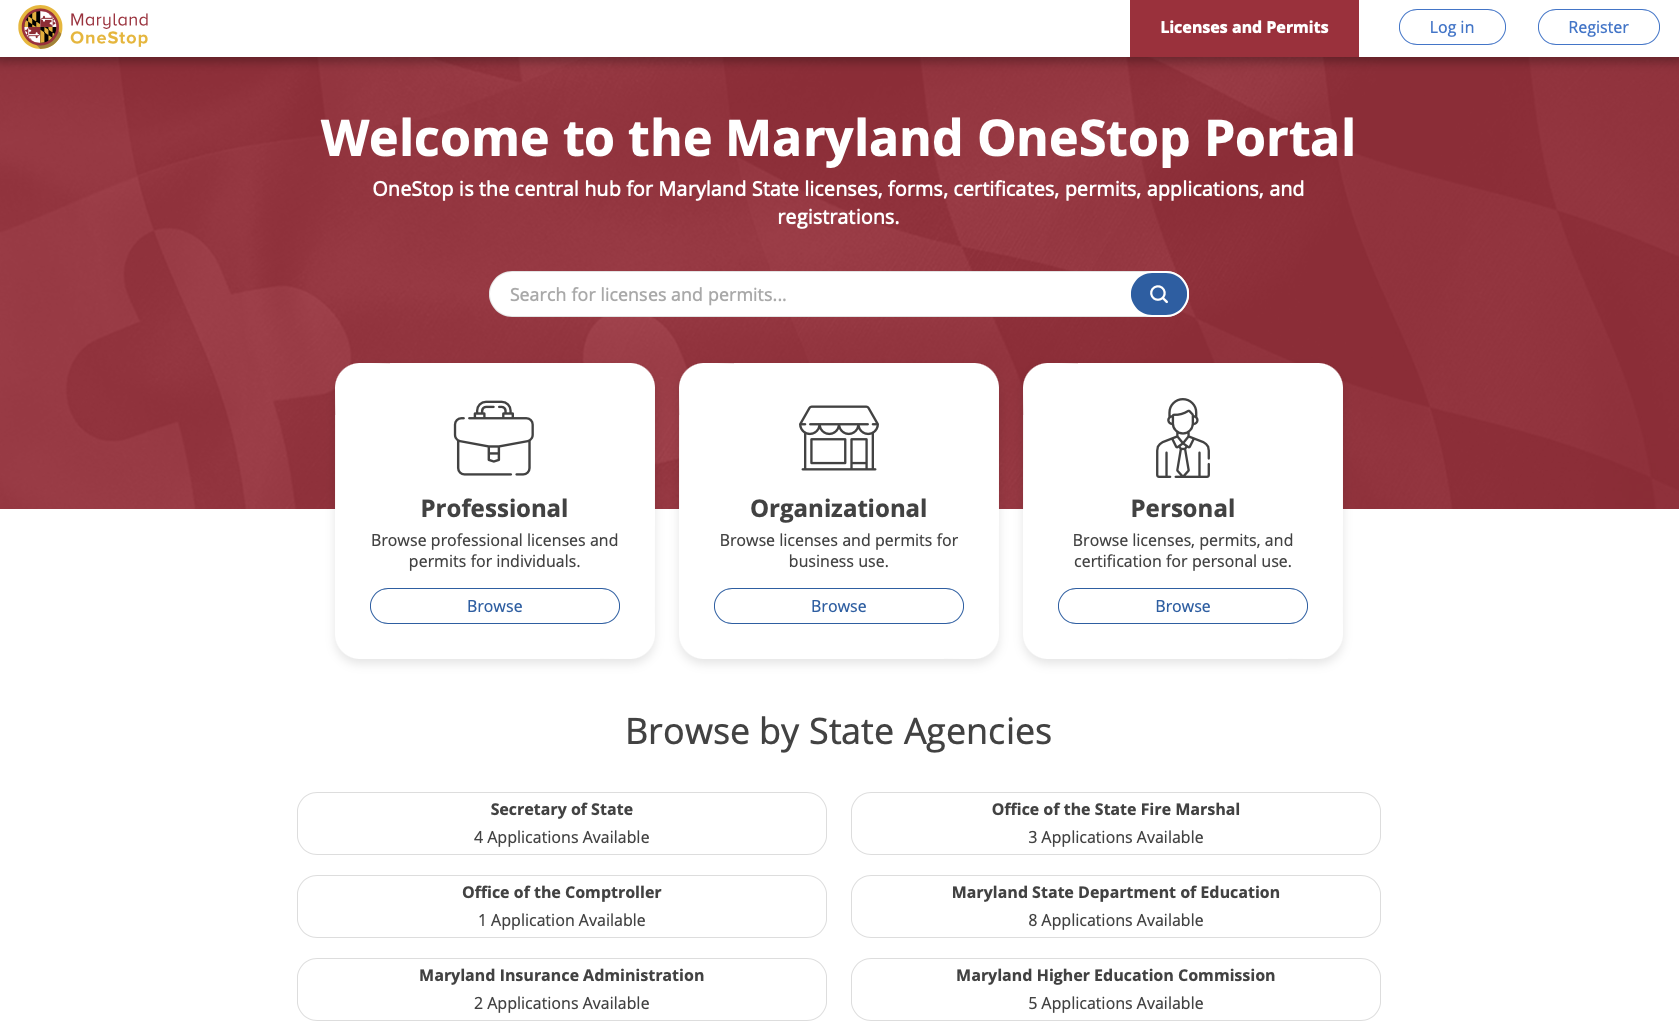 Maryland
OneStop
Licenses and Permits
Log in
Register
Welcome to the Maryland OneStop Portal
OneStop is the central hub for Maryland State licenses, forms, certificates, permits, applications, and
registrations.
Search for licenses and permits...
Professional
Browse professional licenses and
permits for individuals.
Browse
Organizational
Browse licenses and permits for
business use.
Browse
Personal
Browse licenses, permits, and
certification for personal use.
Browse
Browse by State Agencies
Secretary of State
4 Applications Available
Office of the State Fire Marshal
3 Applications Available
Office of the Comptroller
1 Application Available
Maryland State Department of Education
8 Applications Available
Maryland Insurance Administration
2 Applications Available
Maryland Higher Education Commission
5 Applications Available